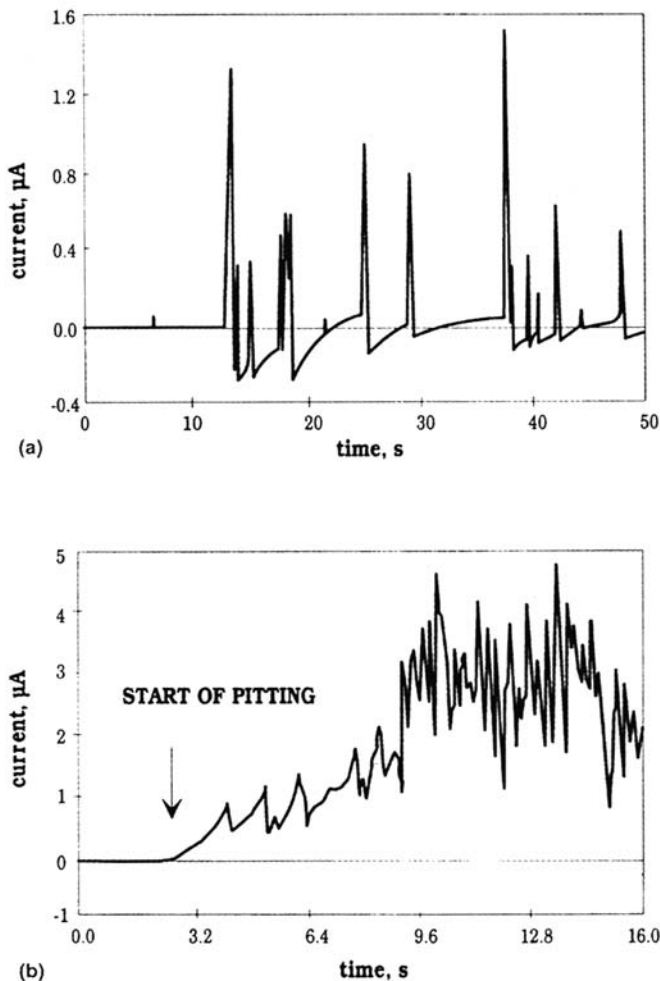 1.6
1.2
0.8
0.4
0.0
-0.4
current, µA
0 10 20 30 40 50
time, s
(a)
5
4
3
2
1
0
-1
current, µA
START OF PITTING
0.0 3.2 6.4 9.6 12.8 16.0
time, s
(b)